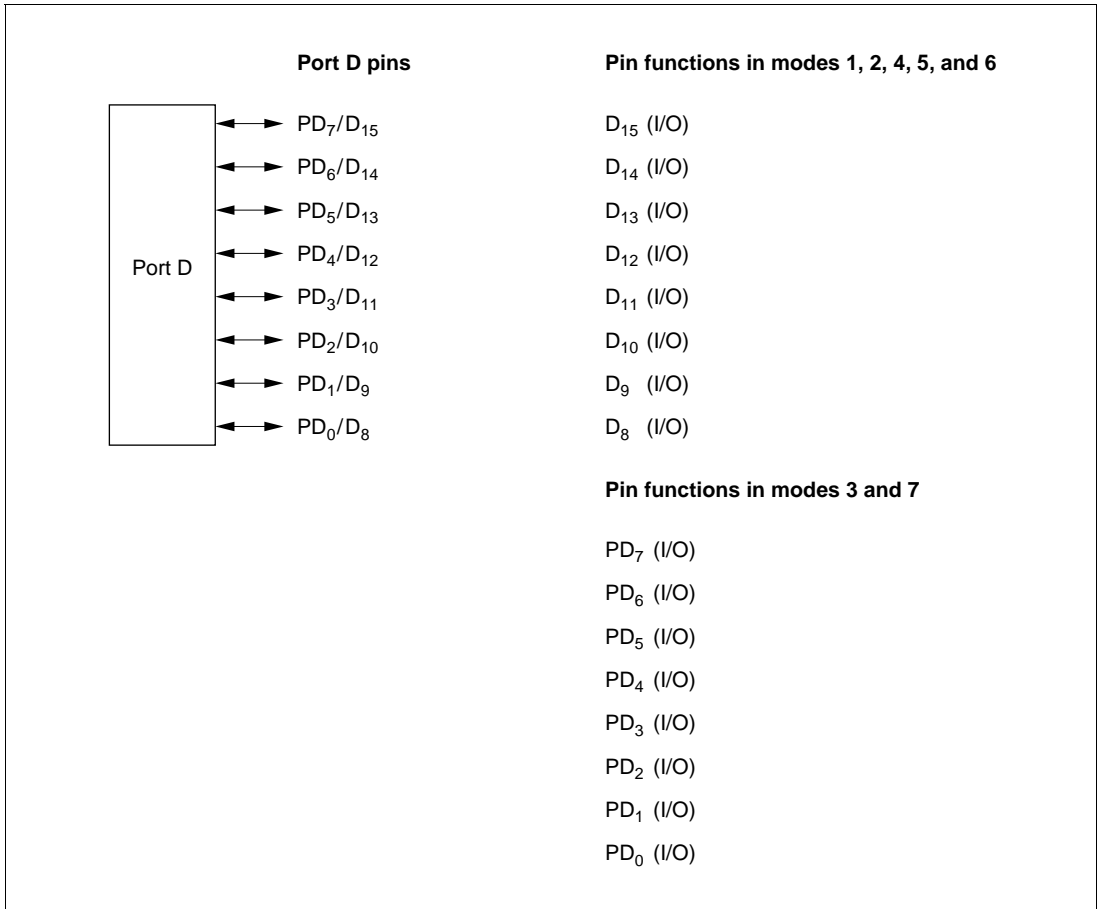 Port D pins Pin functions in modes 1, 2, 4, 5, and 6
PD7/D15 D15 (I/O)
PD6/D14 D14 (I/O)
PD5/D13 D13 (I/O)
PD4/D12 D12 (I/O)
Port D
PD3/D11 D11 (I/O)
PD2/D10 D10 (I/O)
PD1/D9 D9 (I/O)
PD0/D8 D8 (I/O)
Pin functions in modes 3 and 7
PD7 (I/O)
PD6 (I/O)
PD5 (I/O)
PD4 (I/O)
PD3 (I/O)
PD2 (I/O)
PD1 (I/O)
PD0 (I/O)